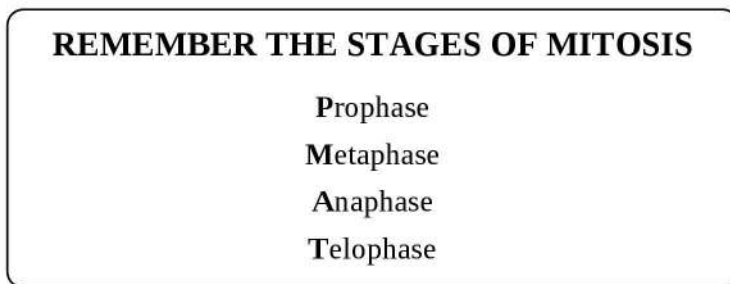 REMEMBER THE STAGES OF MITOSIS
Prophase
Metaphase
Anaphase
Telophase